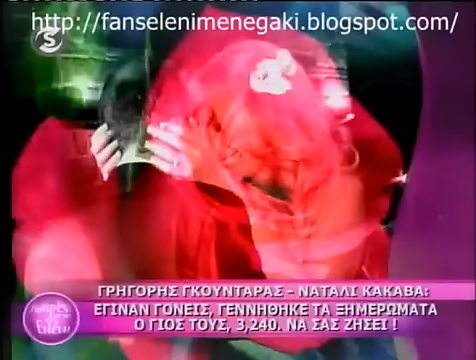 http://fanselenimenegaki.blogspot.com/
S
ΓΡΗΓΟΡΗΣ ΓΚΟΥΝΤΑΡΑΣ – ΝΑΤΑΛΙ ΚΑΚΑΒΑ:
ΕΓΙΝΑΝ ΓΟΝΕΙΣ, ΓΕΝΝΗΘΗΚΕ ΤΑ ΞΗΜΕΡΩΜΑΤΑ
Ο ΓΙΟΣ ΤΟΥΣ, 3,240. ΝΑ ΣΑΣ ΖΗΣΕΙ !